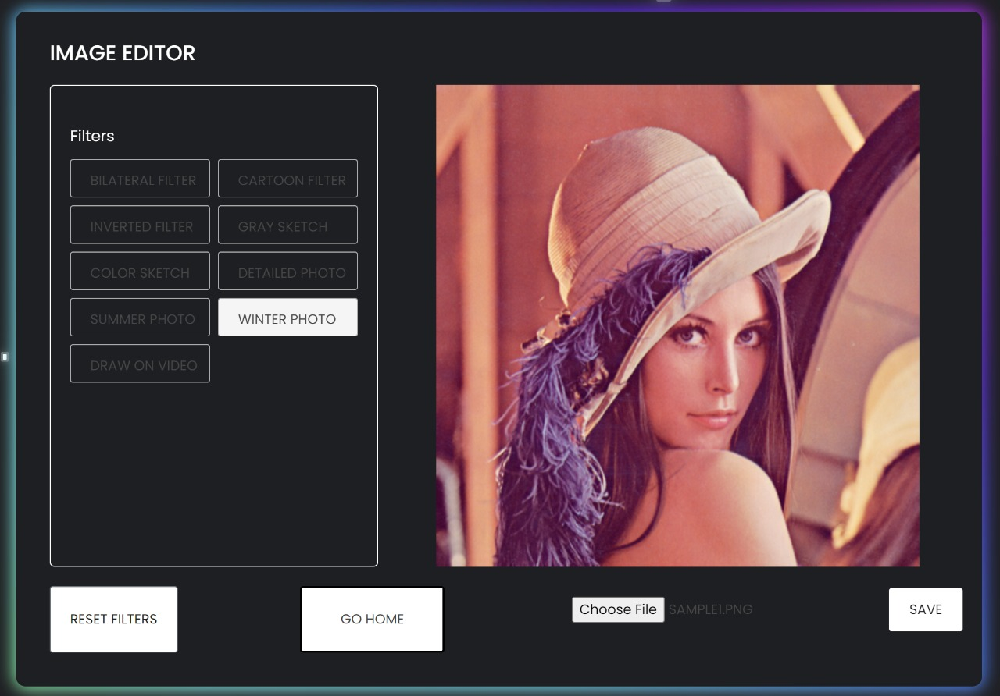 IMAGE EDITOR
Filters
BILATERAL FILTER
CARTOON FILTER
INVERTED FILTER
GRAY SKETCH
COLOR SKETCH
DETAILED PHOTO
SUMMER PHOTO
WINTER PHOTO
DRAW ON VIDEO
RESET FILTERS
GO HOME
Choose File SAMPLE1.PNG
SAVE